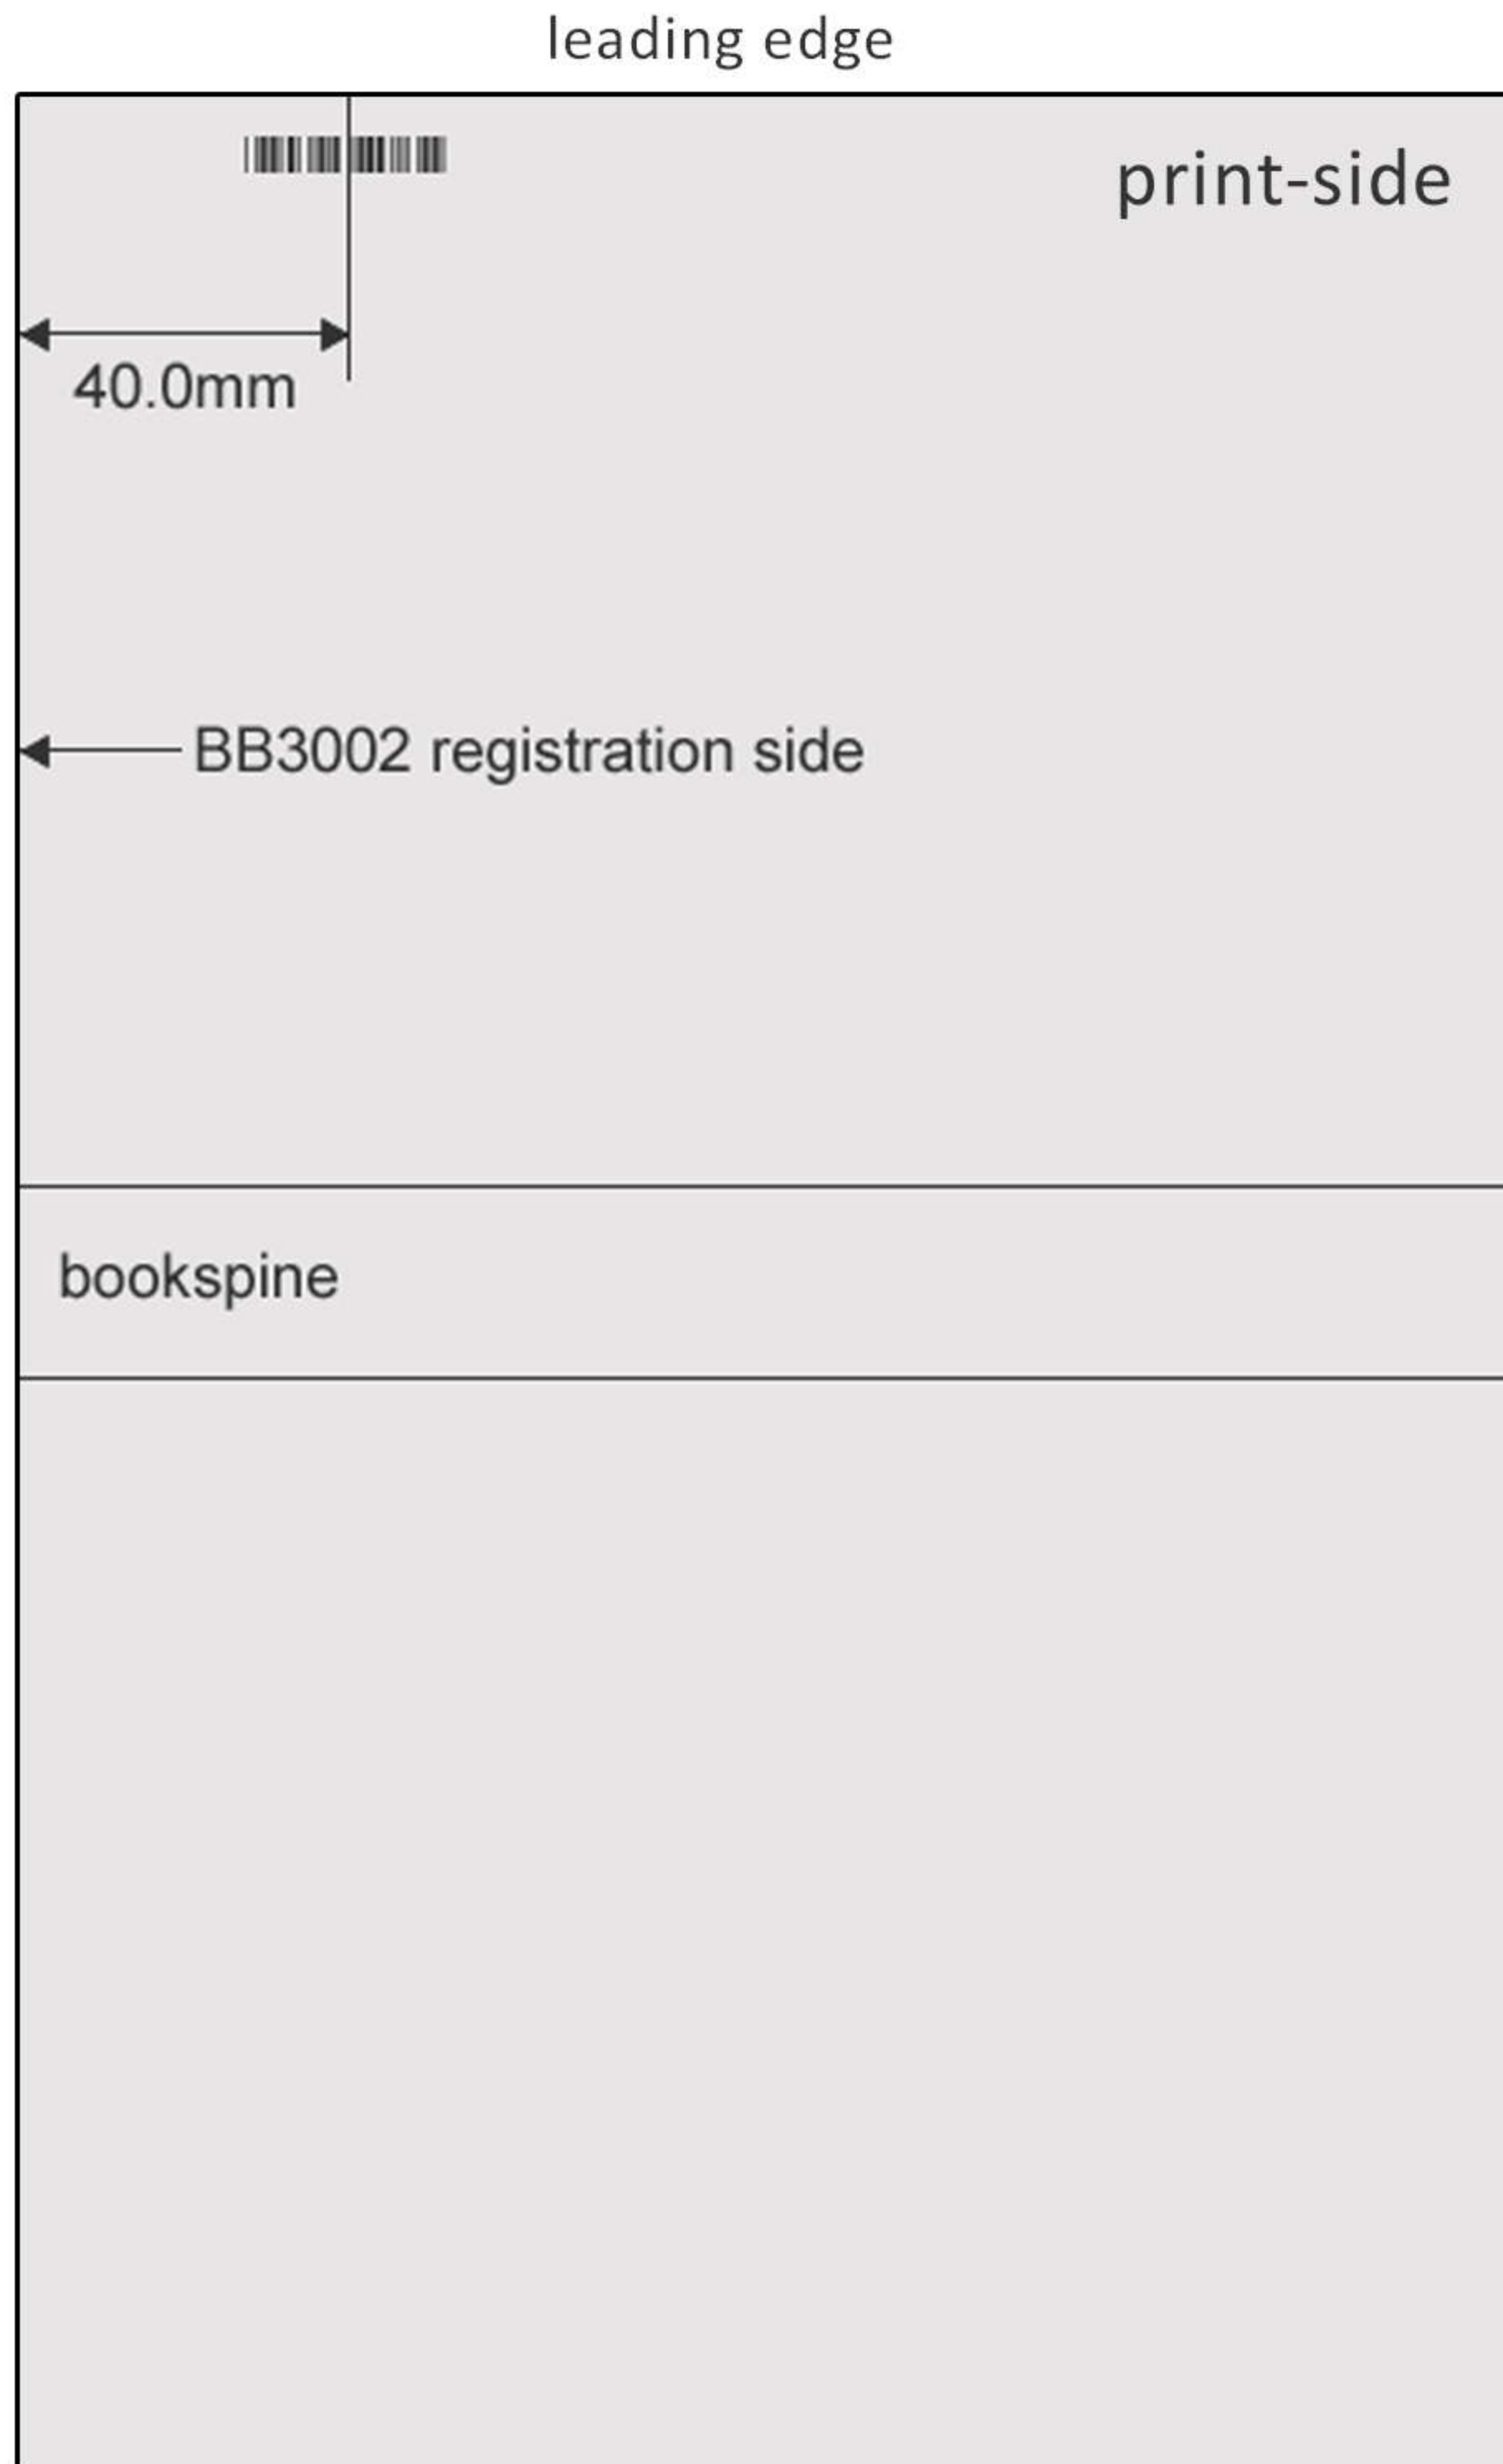 leading edge
print-side
40.0mm
BB3002 registration side
bookspine